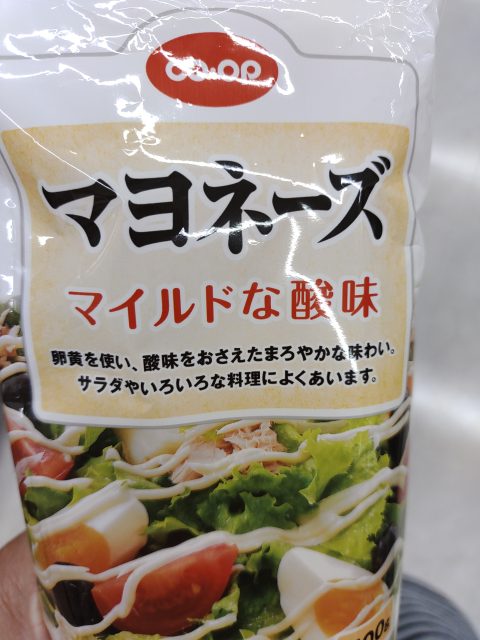 CO・OP
マヨネーズ
マイルドな酸味
卵黄を使い、酸味をおさえたまろやかな味わい。
サラダやいろいろな料理によくあいます。
00g